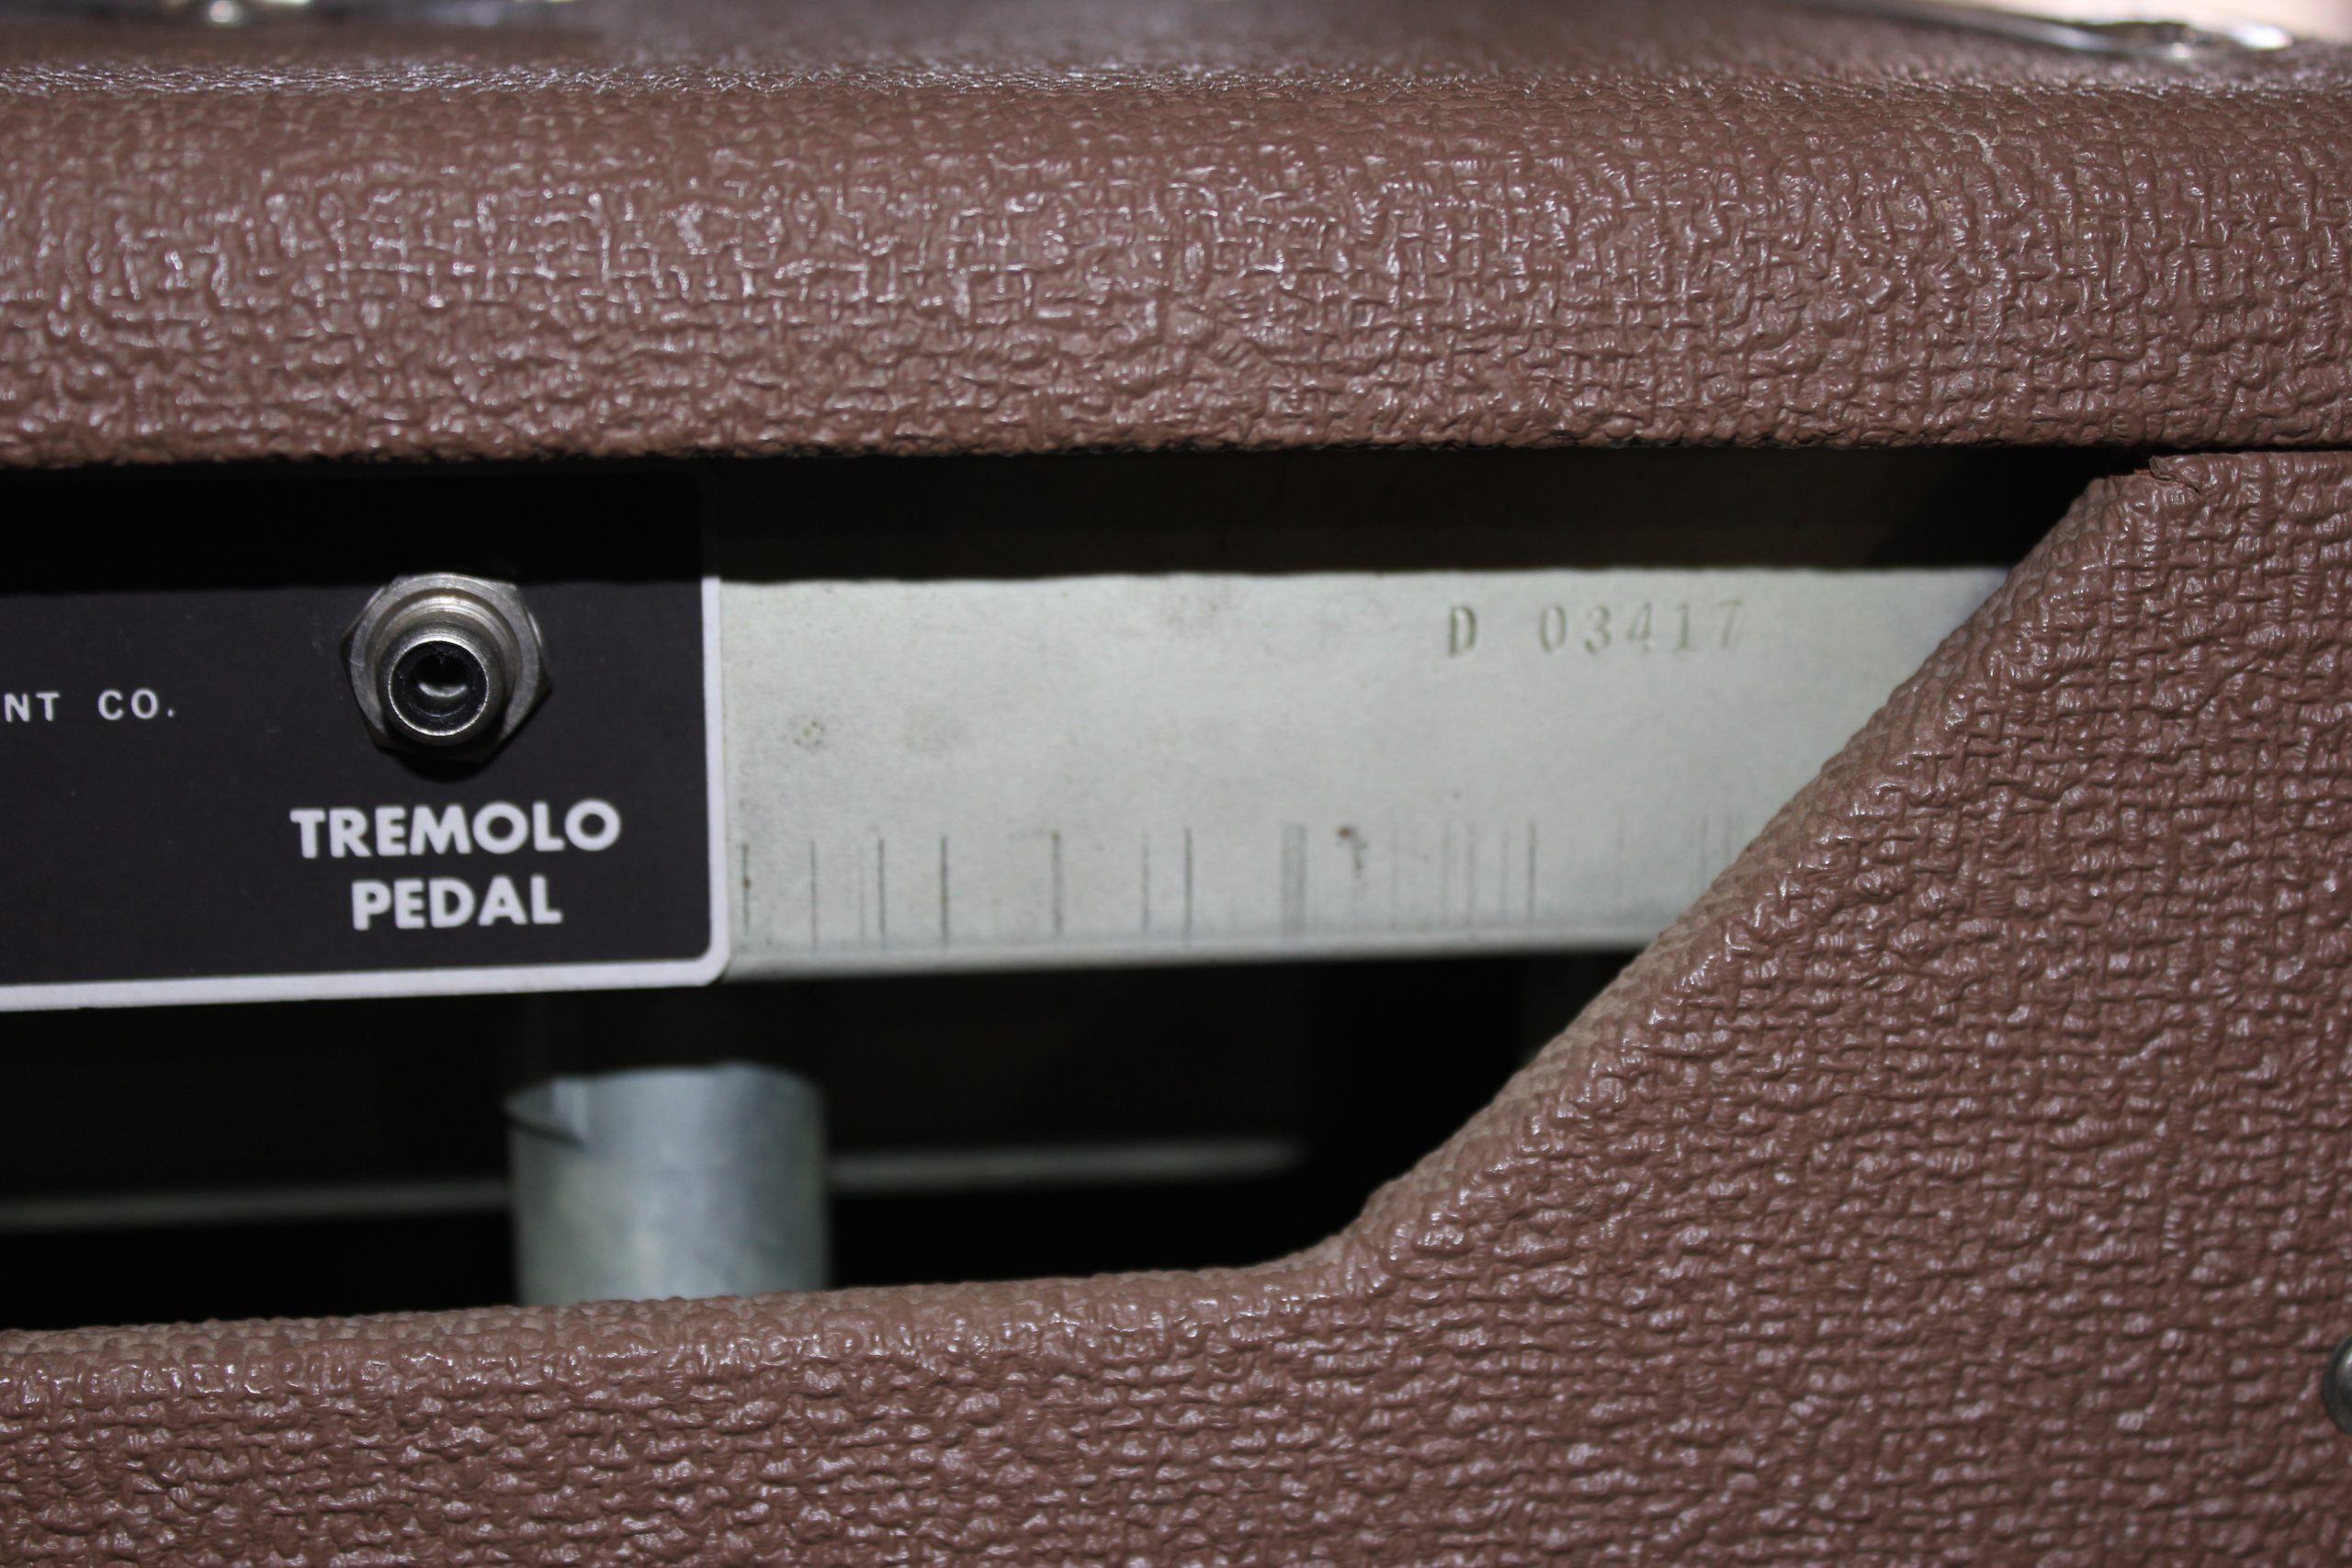 D 03417
NT CO.
TREMOLO
PEDAL